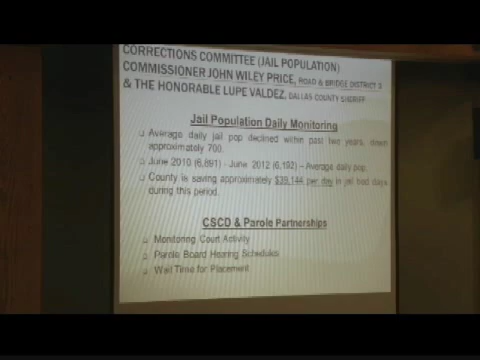 CORRECTIONS COMMITTEE (JAIL POPULATION)
COMMISSIONER JOHN WILEY PRICE, ROAD & BRIDGE DISTRICT 3
& THE HONORABLE LUPE VALDEZ, DALLAS COUNTY SHERIFF
Jail Population Daily Monitoring
Average daily jail pop declined within past two years, down
approximately 700.
June 2010 (6,891) - June 2012 (6,192) – Average daily pop.
County is saving approximately $39,144 per day in jail bed days
during this period.
CSCD & Parole Partnerships
Monitoring Court Activity
Parole Board Hearing Schedules
Wait Time for Placement